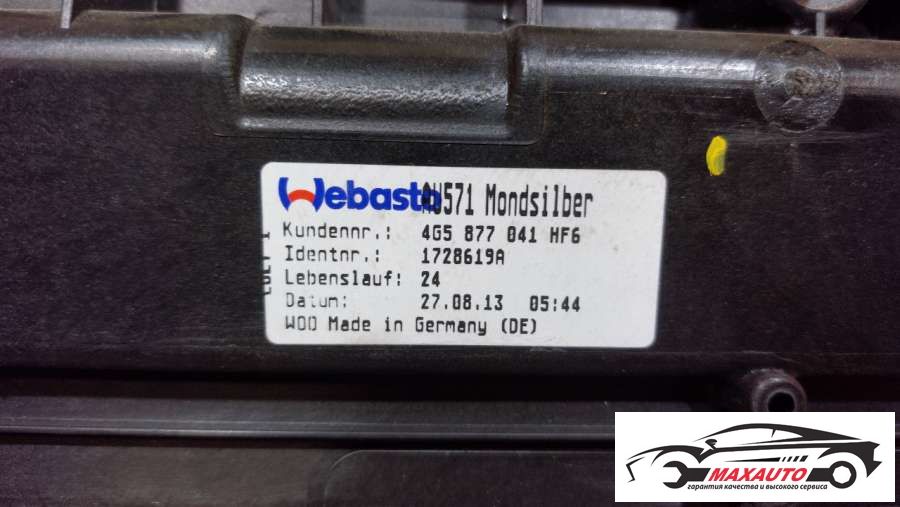 Webasto AU571 Mondsilber
Kundennr.: 4G5 877 041 HF6
Identnr.: 1728619A
Lebenslauf: 24
Datum: 27.08.13 05:44
WOO Made in Germany (DE)
MAXAUTO
гарантия качества и высокого сервиса